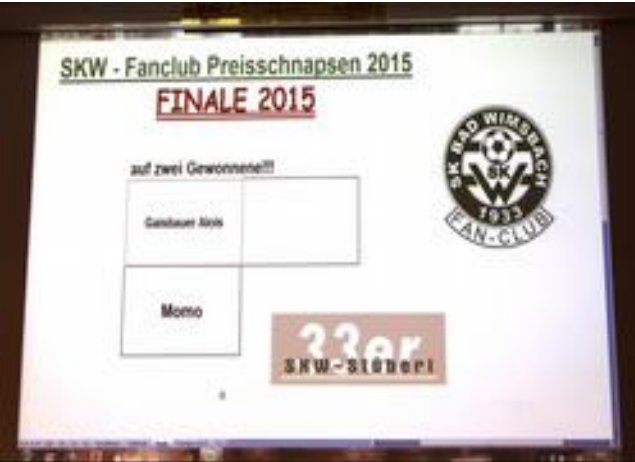 SKW - Fanclub Preisschnapsen 2015
FINALE 2015
auf zwei Gewonnene!!!
Alois
Momo
SK BAD WIMSBACH
SK
W
1933
FAN-CLUB
33er
SKW-Stüberl